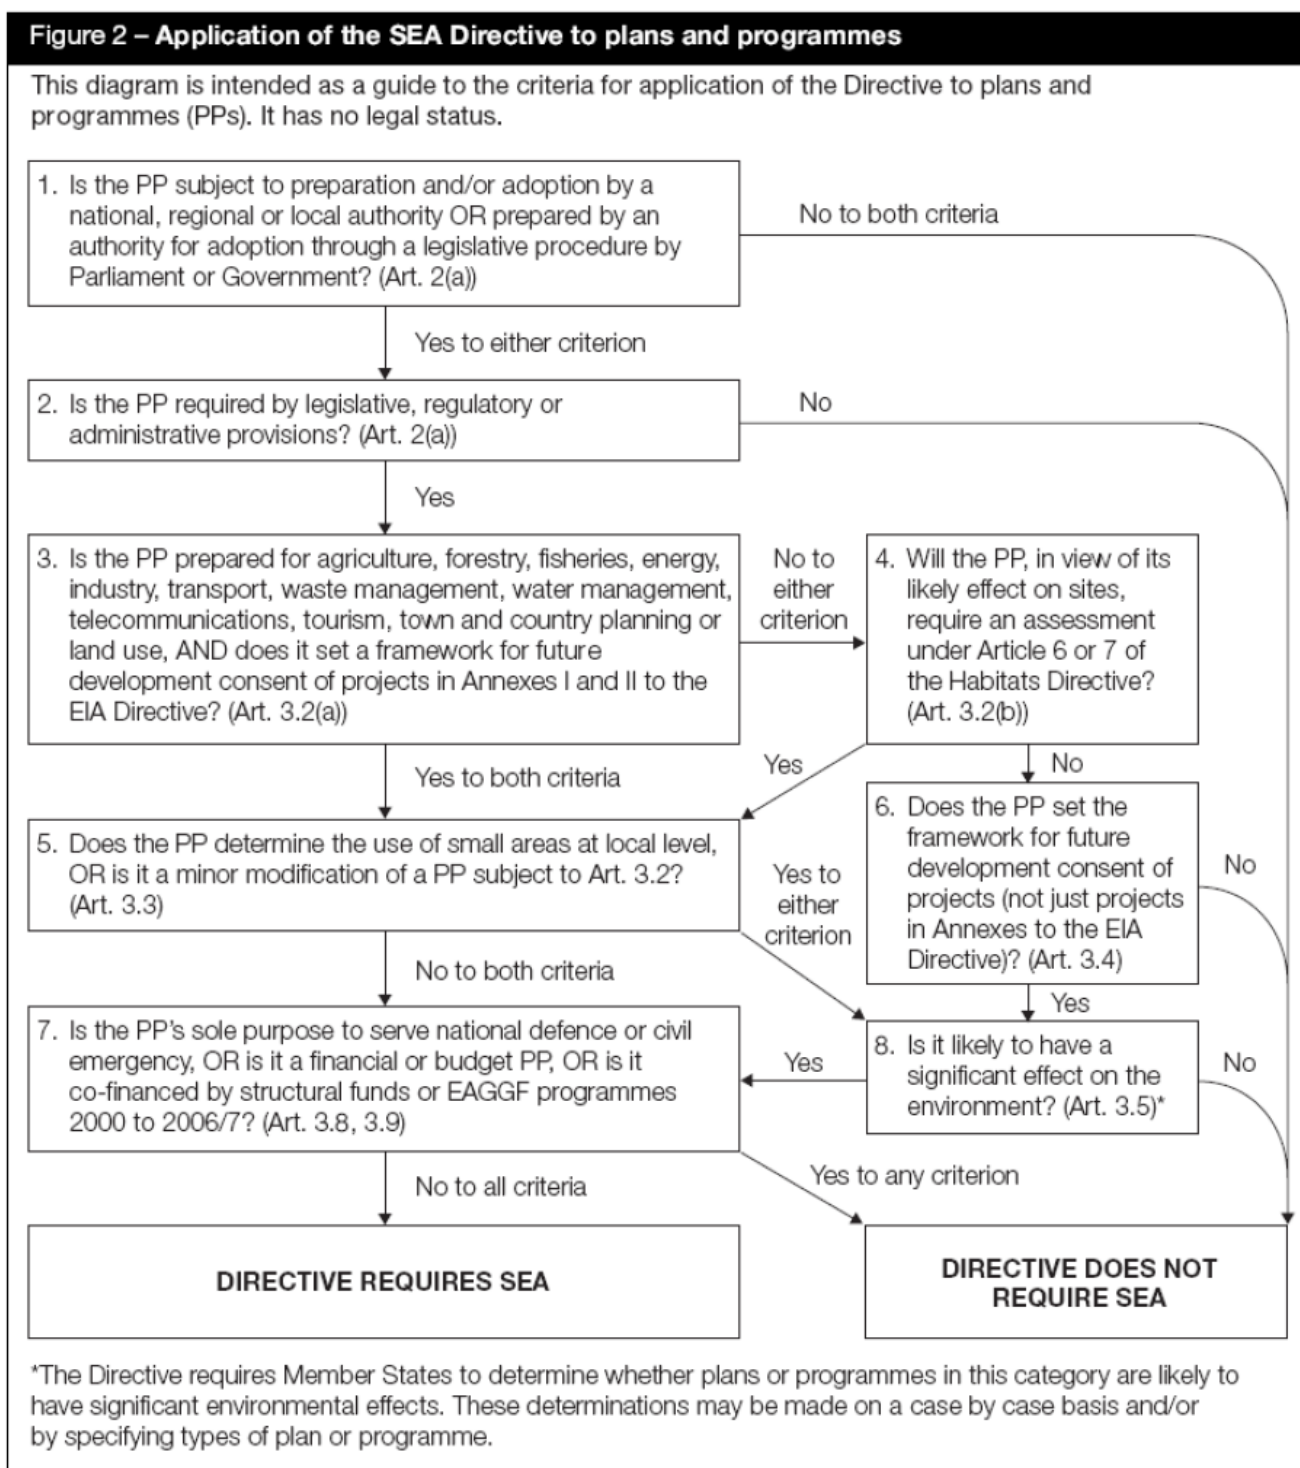 Figure 2 – Application of the SEA Directive to plans and programmes
This diagram is intended as a guide to the criteria for application of the Directive to plans and
programmes (PPs). It has no legal status.
1. Is the PP subject to preparation and/or adoption by a
national, regional or local authority OR prepared by an
authority for adoption through a legislative procedure by
Parliament or Government? (Art. 2(a))
No to both criteria
Yes to either criterion
2. Is the PP required by legislative, regulatory or
administrative provisions? (Art. 2(a))
No
Yes
3. Is the PP prepared for agriculture, forestry, fisheries, energy,
industry, transport, waste management, water management,
telecommunications, tourism, town and country planning or
land use, AND does it set a framework for future
development consent of projects in Annexes I and II to the
EIA Directive? (Art. 3.2(a))
No to
either
criterion
4. Will the PP, in view of its
likely effect on sites,
require an assessment
under Article 6 or 7 of
the Habitats Directive?
(Art. 3.2(b))
Yes to both criteria
Yes
No
5. Does the PP determine the use of small areas at local level,
OR is it a minor modification of a PP subject to Art. 3.2?
(Art. 3.3)
Yes to
either
criterion
6. Does the PP set the
framework for future
development consent of
projects (not just projects
in Annexes to the EIA
Directive)? (Art. 3.4)
No
No to both criteria
Yes
7. Is the PP's sole purpose to serve national defence or civil
emergency, OR is it a financial or budget PP, OR is it
co-financed by structural funds or EAGGF programmes
2000 to 2006/7? (Art. 3.8, 3.9)
Yes
8. Is it likely to have a
significant effect on the
environment? (Art. 3.5)*
No
No to all criteria
Yes to any criterion
DIRECTIVE REQUIRES SEA
DIRECTIVE DOES NOT
REQUIRE SEA
*The Directive requires Member States to determine whether plans or programmes in this category are likely to
have significant environmental effects. These determinations may be made on a case by case basis and/or
by specifying types of plan or programme.